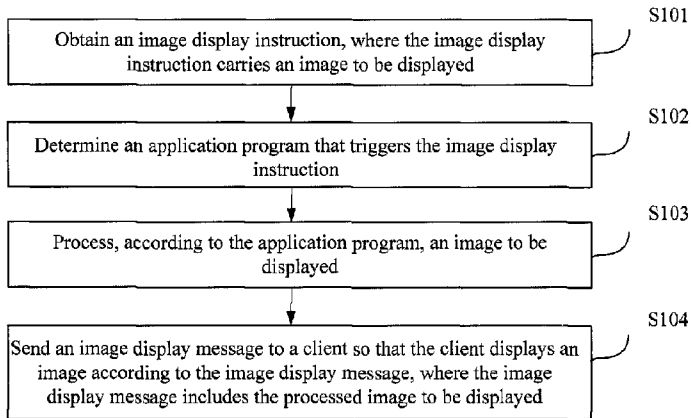 S101
Obtain an image display instruction, where the image display
instruction carries an image to be displayed
S102
Determine an application program that triggers the image display
instruction
S103
Process, according to the application program, an image to be
displayed
S104
Send an image display message to a client so that the client displays an
image according to the image display message, where the image
display message includes the processed image to be displayed